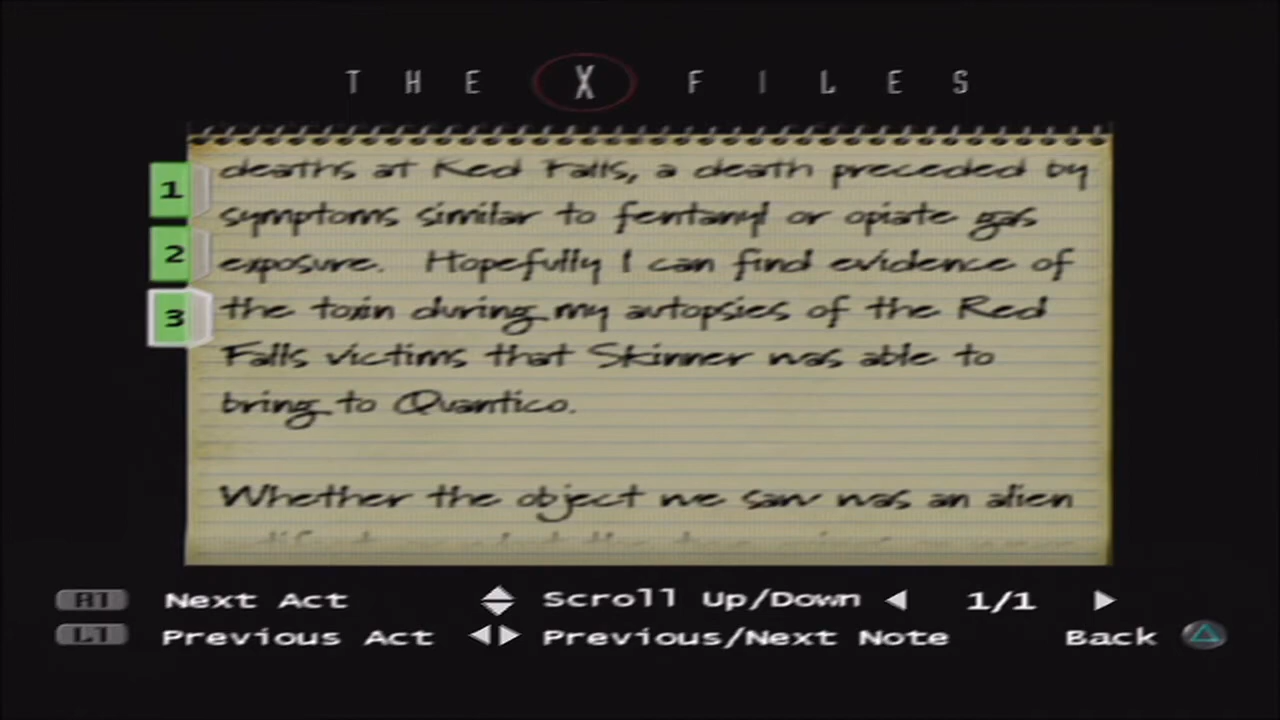 THE X FILES
deaths at Red Falls, a death preceded by
1
symptoms similar to fentanyl or opiate gas
2
exposure. Hopefully I can find evidence of
3
the toxin during my autopsies of the Red
Falls victims that Skinner was able to
bring to Quantico.
Whether the object we saw was an alien
R1 Next Act
Scroll Up/Down
1/1
L1 Previous Act
Previous/Next Note
Back